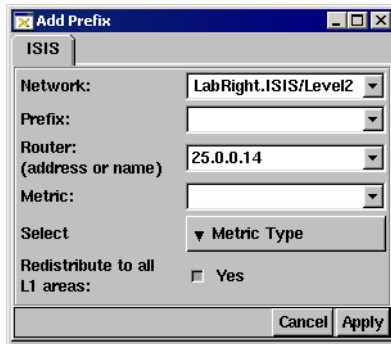 Add Prefix
ISIS
Network: LabRight.ISIS/Level2
Prefix:
Router:
(address or name) 25.0.0.14
Metric:
Select Metric Type
Redistribute to all
L1 areas: Yes
Cancel Apply